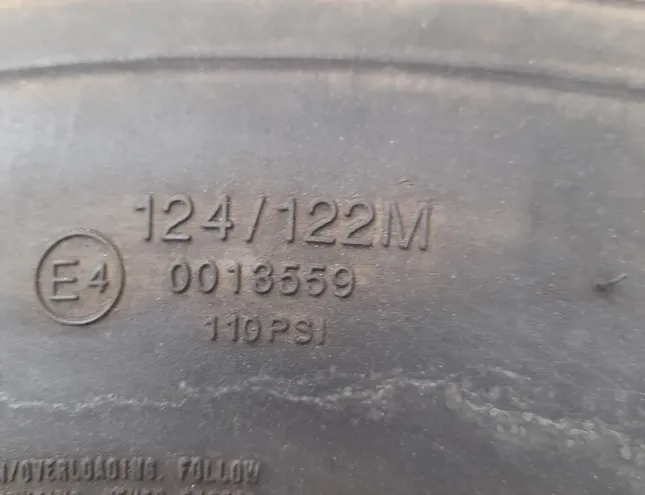 124/122M
E4 0013559
110PSI
/OVERLOADING. FOLLOW